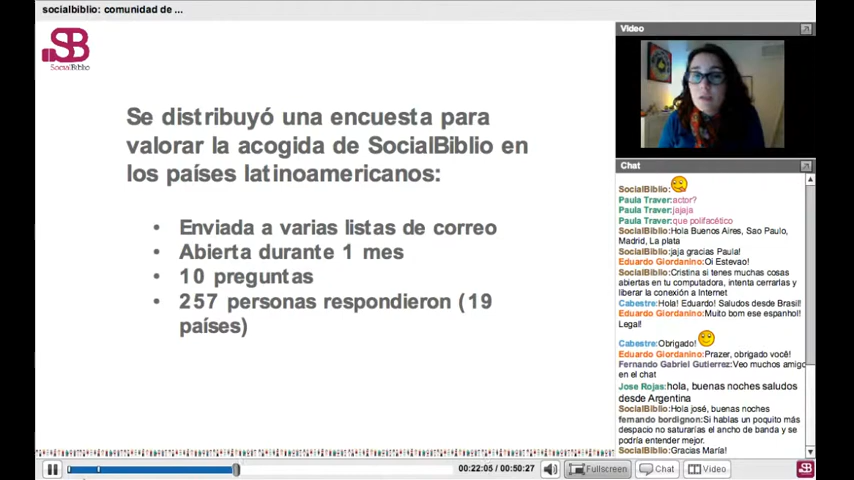 socialbiblio: comunidad de ...
SB
SocialBiblio
Se distribuyó una encuesta para
valorar la acogida de SocialBiblio en
los países latinoamericanos:
• Enviada a varias listas de correo
• Abierta durante 1 mes
• 10 preguntas
• 257 personas respondieron (19
países)
Video
Chat
SocialBiblio:
Paula Traver:actor?
Paula Traver:jajaja
Paula Traver:que polifacético
SocialBiblio:Hola Buenos Aires, Sao Paulo,
Madrid, La plata
SocialBiblio:jaja gracias Paula!
Eduardo Giordanino:Oi Estevao!
SocialBiblio:Cristina si tenes muchas cosas
abiertas en tu computadora, intenta cerrarlas y
liberar la conexión a Internet
Cabestre:Hola! Eduardo! Saludos desde Brasil!
Eduardo Giordanino:Muito bom ese espanhol!
Legal!
Cabestre:Obrigado!
Eduardo Giordanino:Prazer, obrigado você!
Fernando Gabriel Gutierrez:Veo muchos amigo
en el chat
Jose Rojas:hola, buenas noches saludos
desde Argentina
SocialBiblio:Hola josé, buenas noches
fernando bordignon:Si hablas un poquito más
despacio no saturarías el ancho de banda y se
podría entender mejor.
SocialBiblio:Gracias María!
00:22:05 / 00:50:27
Fullscreen
Chat
Video
SB